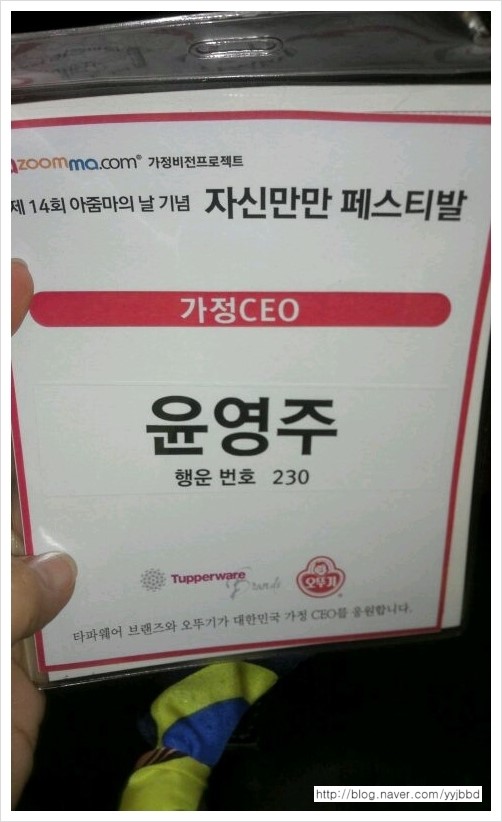 azoomma.com® 가정비전프로젝트
제 14회 아줌마의 날 기념 자신만만 페스티발
가정CEO
윤영주
행운 번호 230
Tupperware Brands 오뚜기
타파웨어 브랜즈와 오뚜기가 대한민국 가정 CEO를 응원합니다.
http://blog.naver.com/yyjbbd